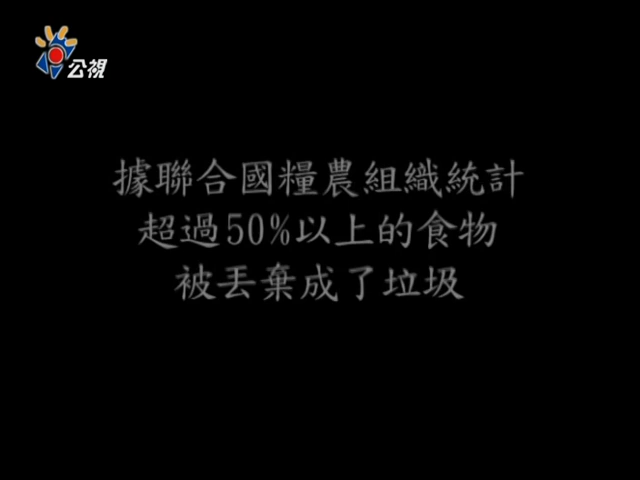 公視
據聯合國糧農組織統計
超過50%以上的食物
被丟棄成了垃圾